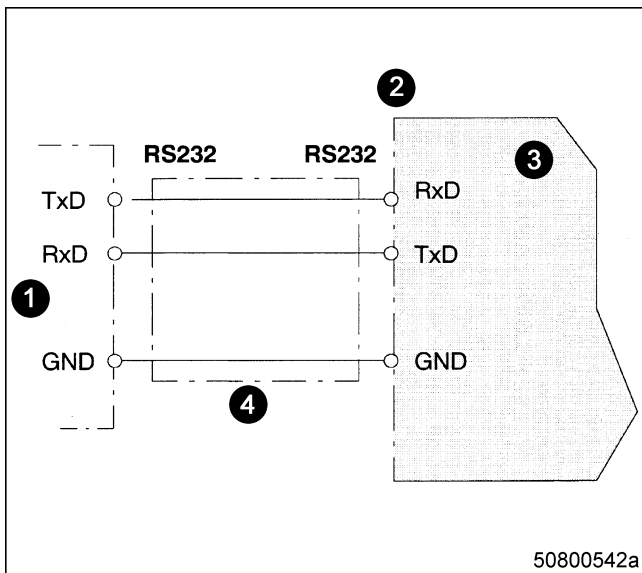 2
RS232 RS232
3
TxD RxD
RxD TxD
1
GND GND
4
50800542a